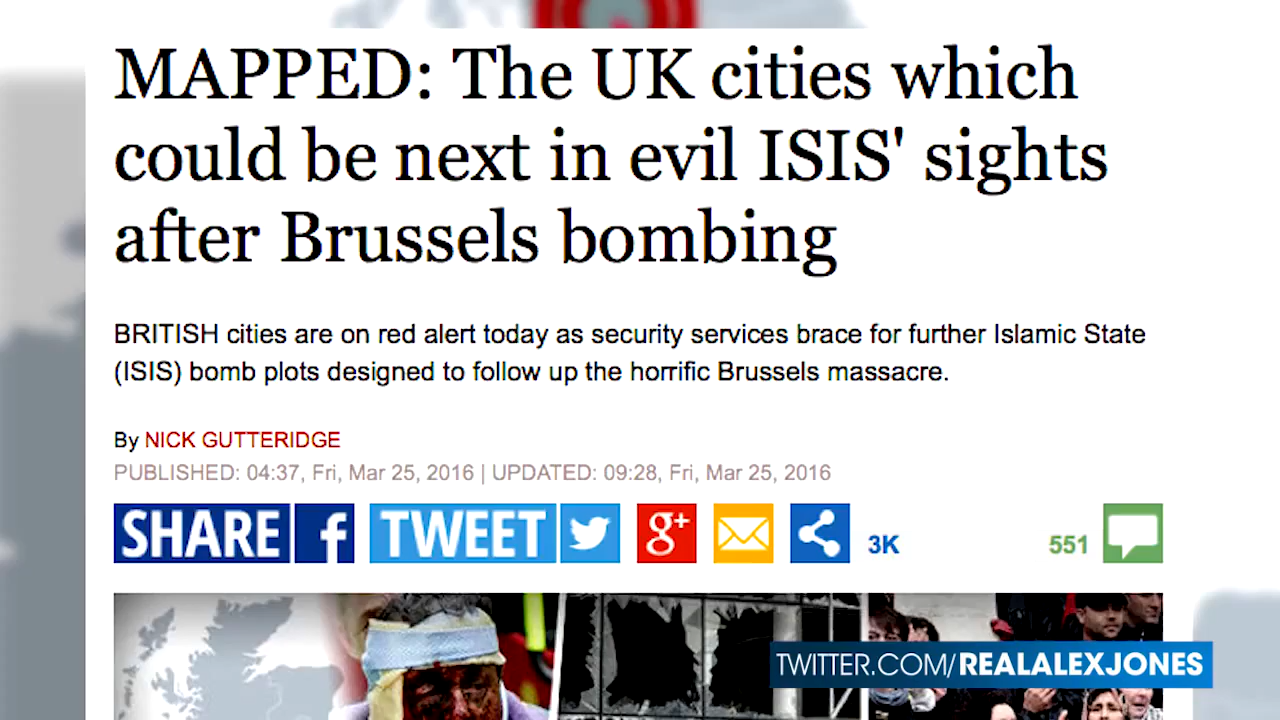 MAPPED: The UK cities which
could be next in evil ISIS' sights
after Brussels bombing
BRITISH cities are on red alert today as security services brace for further Islamic State
(ISIS) bomb plots designed to follow up the horrific Brussels massacre.
By NICK GUTTERIDGE
PUBLISHED: 04:37, Fri, Mar 25, 2016 | UPDATED: 09:28, Fri, Mar 25, 2016
SHARE f TWEET g+ 3K 551
TWITTER.COM/REALALEXJONES